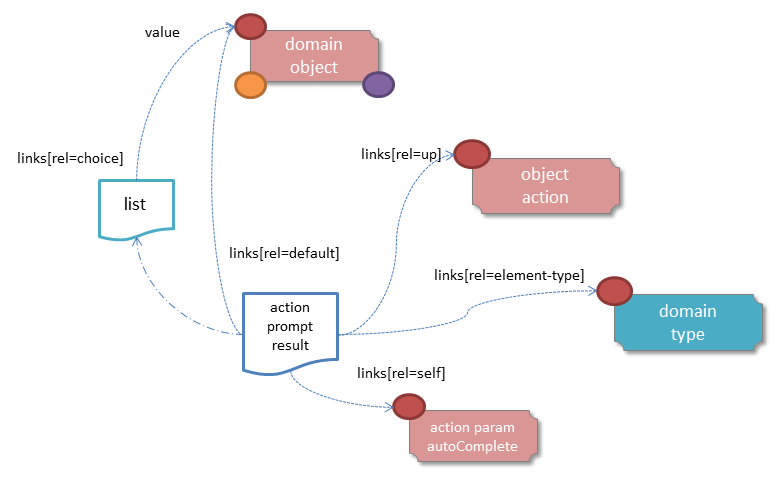 value
domain
object
links[rel=choice]
links[rel=up]
object
action
list
links[rel=default]
links[rel=element-type]
action
prompt
result
domain
type
links[rel=self]
action param
autoComplete